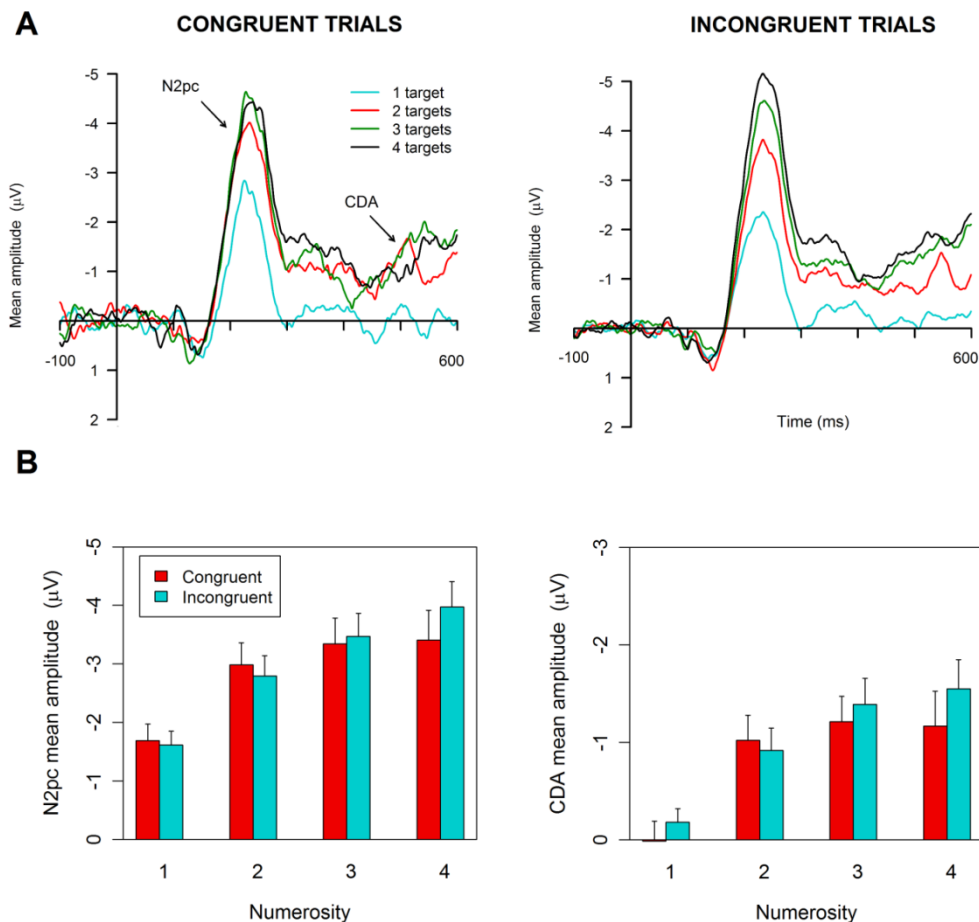 A
CONGRUENT TRIALS
INCONGRUENT TRIALS
Mean amplitude (µV)
-5
-4
-3
-2
-1
1
2
-100
600
N2pc
CDA
1 target
2 targets
3 targets
4 targets
Mean amplitude (µV)
-5
-4
-3
-2
-1
1
2
-100
600
Time (ms)
B
N2pc mean amplitude (µV)
-5
-4
-3
-2
-1
0
Congruent
Incongruent
1 2 3 4
Numerosity
CDA mean amplitude (µV)
-3
-2
-1
0
1 2 3 4
Numerosity